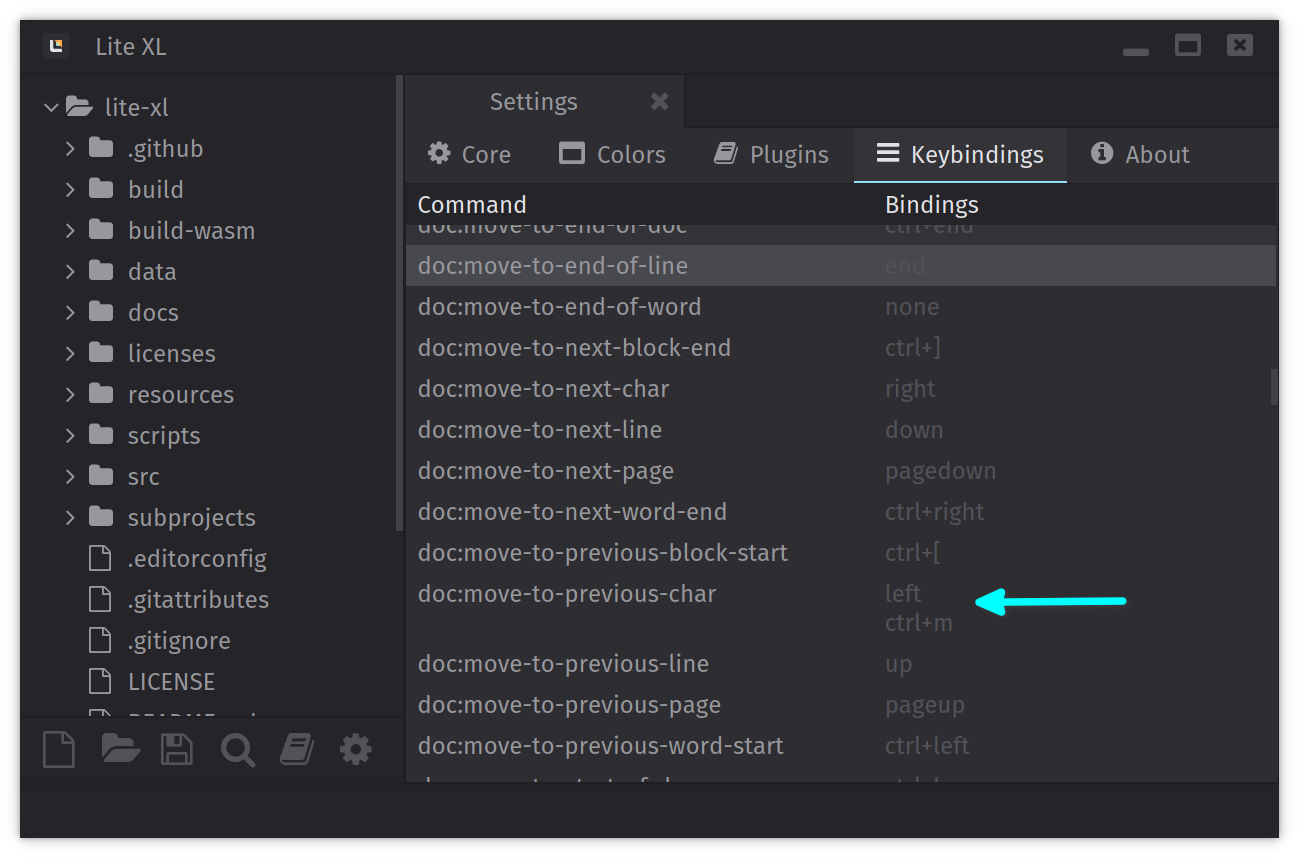 Lite XL
lite-xl
.github
build
build-wasm
data
docs
licenses
resources
scripts
src
subprojects
.editorconfig
.gitattributes
.gitignore
LICENSE
Settings
Core Colors Plugins Keybindings About
Command Bindings
doc:move-to-end-of-doc ctrl+end
doc:move-to-end-of-line end
doc:move-to-end-of-word none
doc:move-to-next-block-end ctrl+]
doc:move-to-next-char right
doc:move-to-next-line down
doc:move-to-next-page pagedown
doc:move-to-next-word-end ctrl+right
doc:move-to-previous-block-start ctrl+[
doc:move-to-previous-char left
ctrl+m
doc:move-to-previous-line up
doc:move-to-previous-page pageup
doc:move-to-previous-word-start ctrl+left